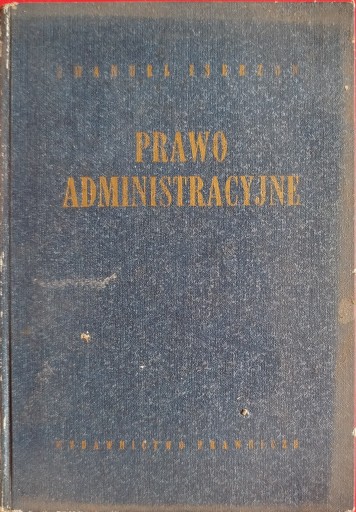 EMANUEL ISERZON
PRAWO
ADMINISTRACYJNE
WYDAWNICTWO PRAWNICZE